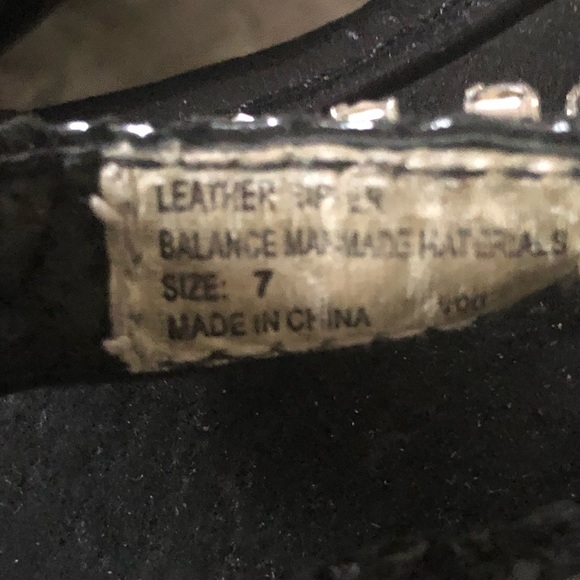 LEATHER UPPER
BALANCE MAN-MADE MATERIALS
SIZE: 7
MADE IN CHINA